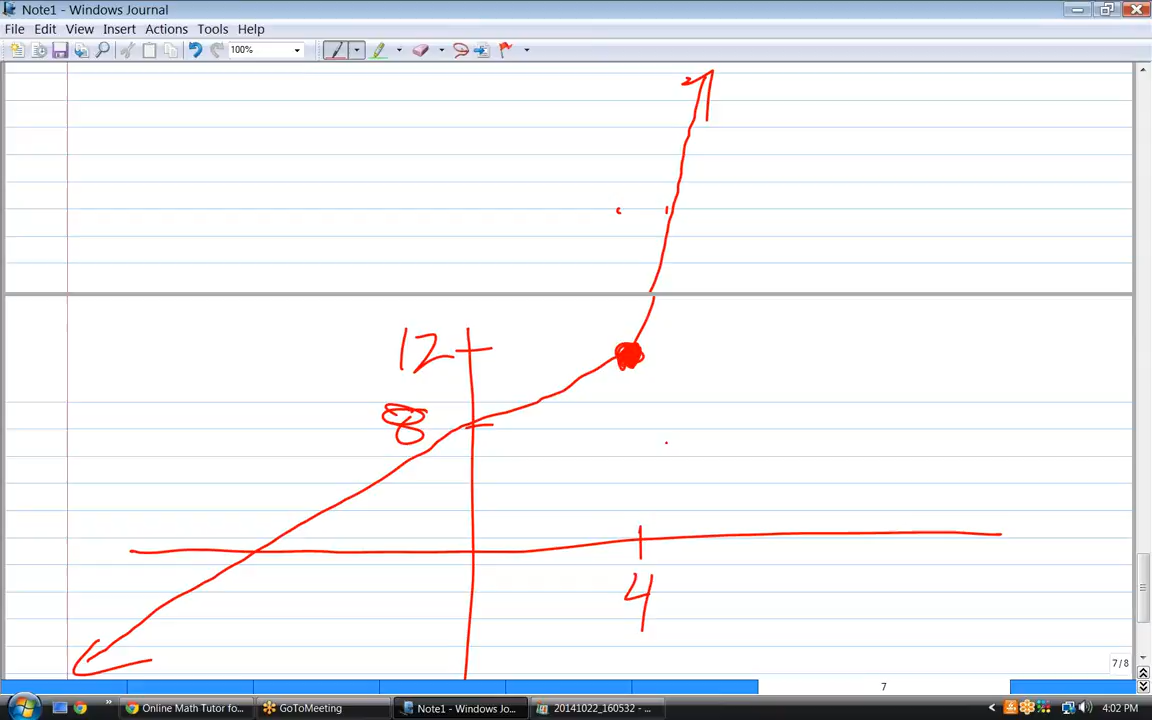 Note1 - Windows Journal
File Edit View Insert Actions Tools Help
100%
12
8
4
7/8
7
Online Math Tutor fo...
GoToMeeting
Note1 - Windows Jou...
20141022_160532 - ...
4:02 PM